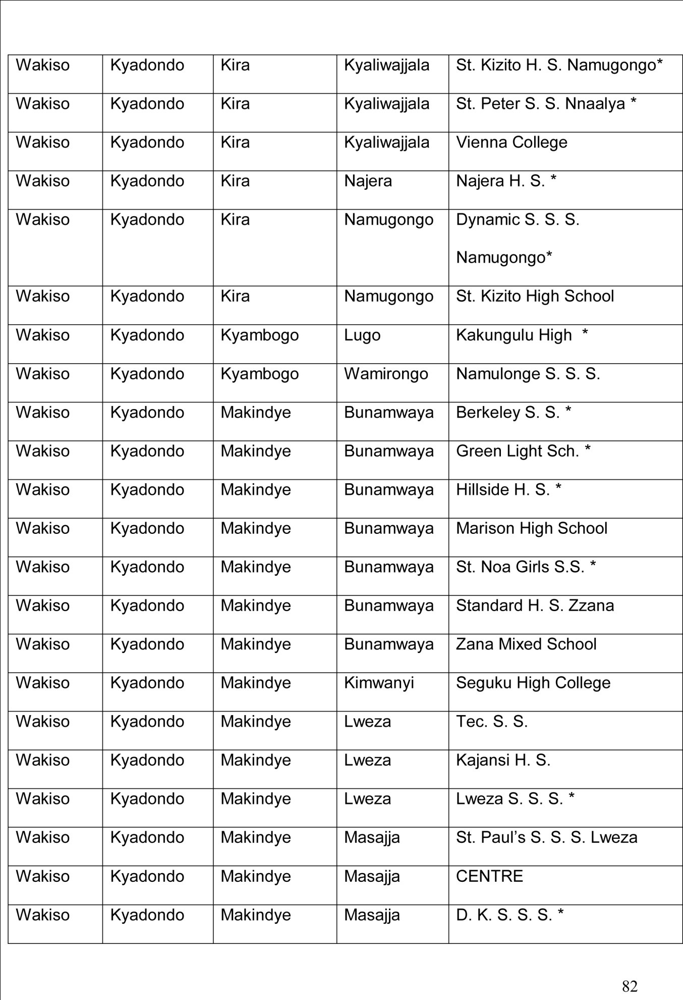 Wakiso Kyadondo Kira Kyaliwajjala St. Kizito H. S. Namugongo*
Wakiso Kyadondo Kira Kyaliwajjala St. Peter S. S. Nnaalya *
Wakiso Kyadondo Kira Kyaliwajjala Vienna College
Wakiso Kyadondo Kira Najera Najera H. S. *
Wakiso Kyadondo Kira Namugongo Dynamic S. S. S.
Namugongo*
Wakiso Kyadondo Kira Namugongo St. Kizito High School
Wakiso Kyadondo Kyambogo Lugo Kakungulu High *
Wakiso Kyadondo Kyambogo Wamirongo Namulonge S. S. S.
Wakiso Kyadondo Makindye Bunamwaya Berkeley S. S. *
Wakiso Kyadondo Makindye Bunamwaya Green Light Sch. *
Wakiso Kyadondo Makindye Bunamwaya Hillside H. S. *
Wakiso Kyadondo Makindye Bunamwaya Marison High School
Wakiso Kyadondo Makindye Bunamwaya St. Noa Girls S.S. *
Wakiso Kyadondo Makindye Bunamwaya Standard H. S. Zzana
Wakiso Kyadondo Makindye Bunamwaya Zana Mixed School
Wakiso Kyadondo Makindye Kimwanyi Seguku High College
Wakiso Kyadondo Makindye Lweza Tec. S. S.
Wakiso Kyadondo Makindye Lweza Kajansi H. S.
Wakiso Kyadondo Makindye Lweza Lweza S. S. S. *
Wakiso Kyadondo Makindye Masajja St. Paul’s S. S. S. Lweza
Wakiso Kyadondo Makindye Masajja CENTRE
Wakiso Kyadondo Makindye Masajja D. K. S. S. S. *
82